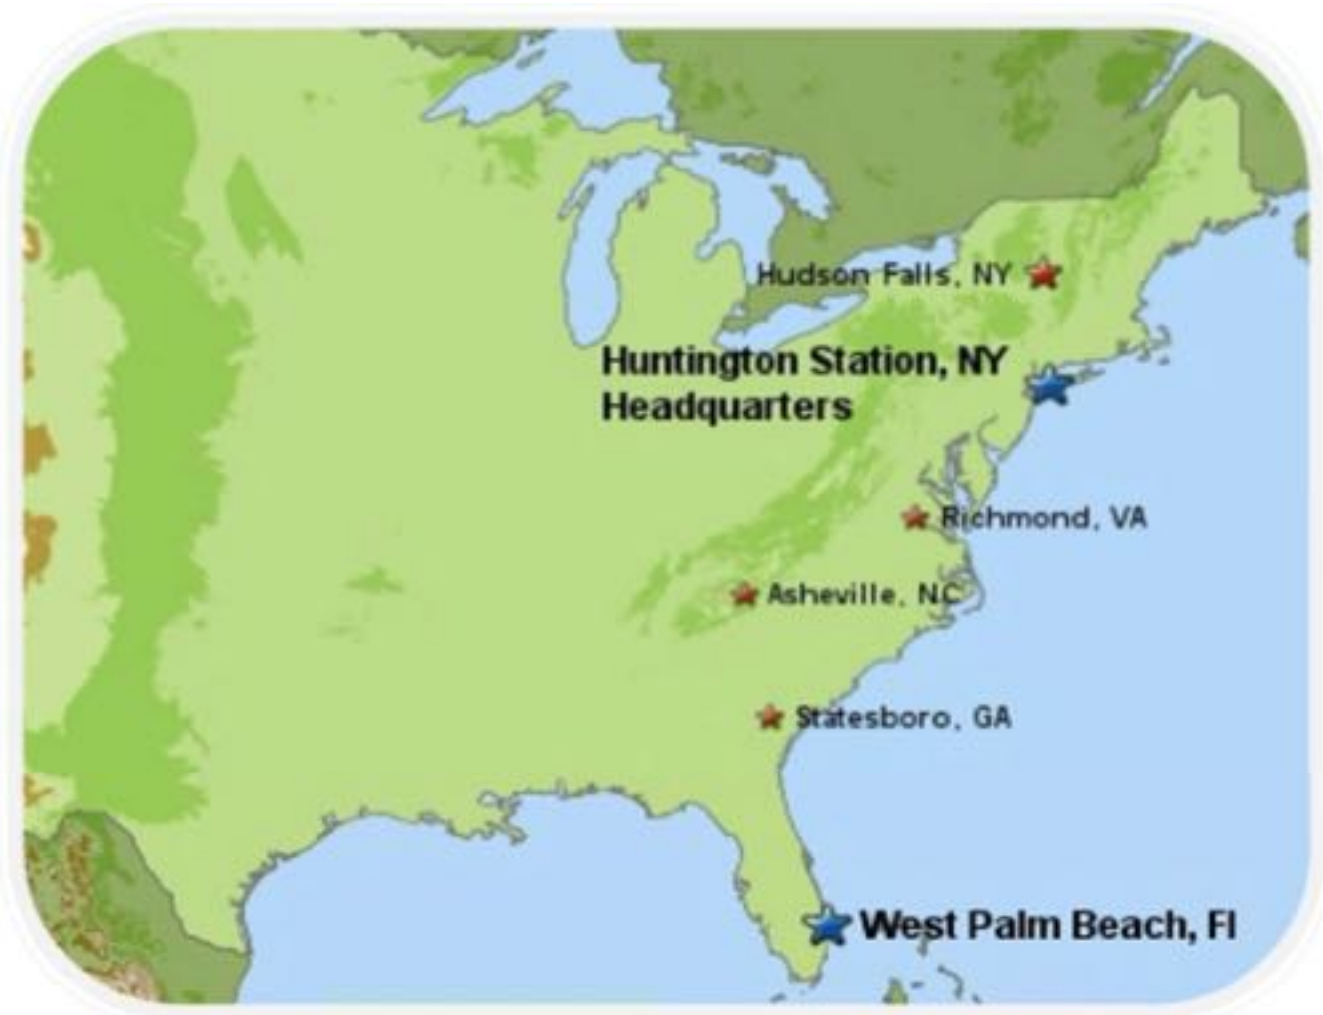 Hudson Falls, NY
Huntington Station, NY
Headquarters
Richmond, VA
Asheville, NC
Statesboro, GA
West Palm Beach, Fl